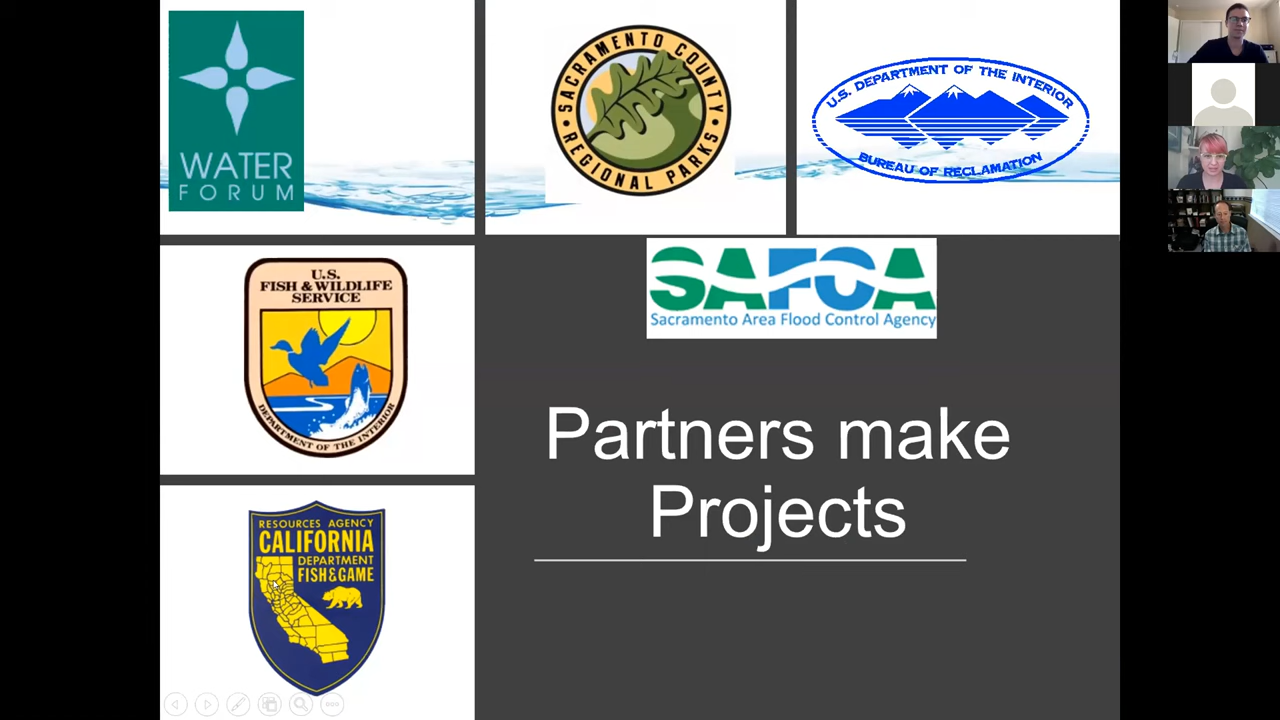 WATER
FORUM
SACRAMENTO COUNTY
REGIONAL PARKS
U.S. DEPARTMENT OF THE INTERIOR
BUREAU OF RECLAMATION
U.S.
FISH & WILDLIFE
SERVICE
DEPARTMENT OF THE INTERIOR
SAFCA
Sacramento Area Flood Control Agency
Partners make
Projects
RESOURCES AGENCY
CALIFORNIA
DEPARTMENT
FISH & GAME